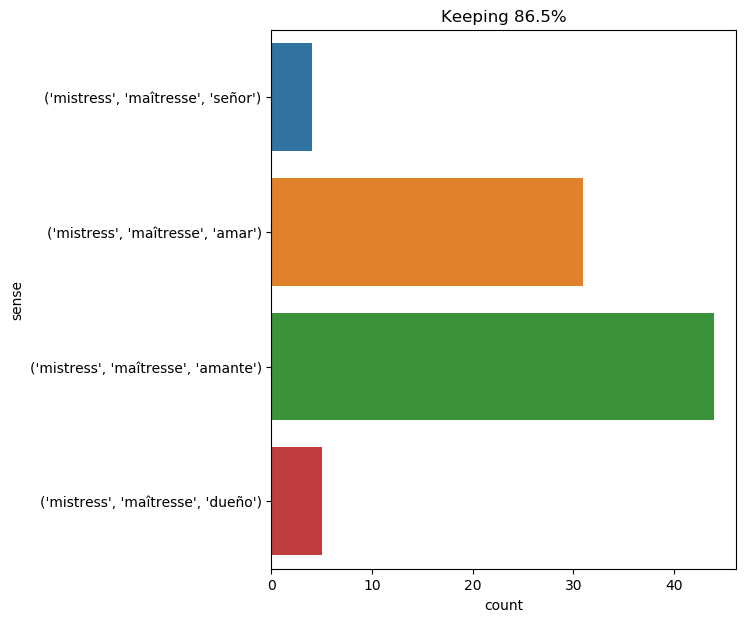 Keeping 86.5%
('mistress', 'maîtresse', 'señor')
('mistress', 'maîtresse', 'amar')
('mistress', 'maîtresse', 'amante')
('mistress', 'maîtresse', 'dueño')
sense
0 10 20 30 40
count